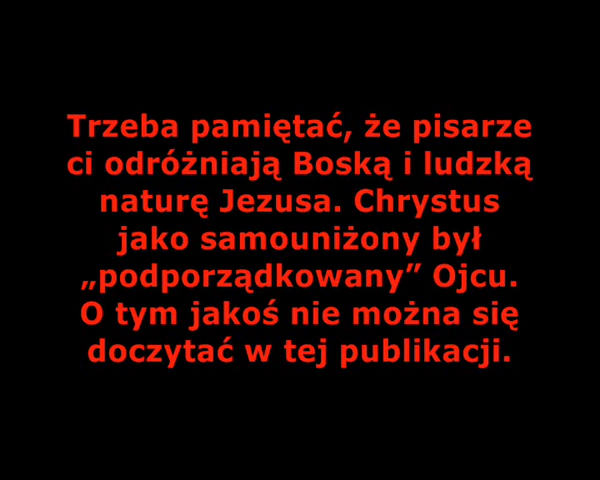 Trzeba pamiętać, że pisarze
ci odróżniają Boską i ludzką
naturę Jezusa. Chrystus
jako samouniżony był
„podporządkowany” Ojcu.
O tym jakoś nie można się
doczytać w tej publikacji.